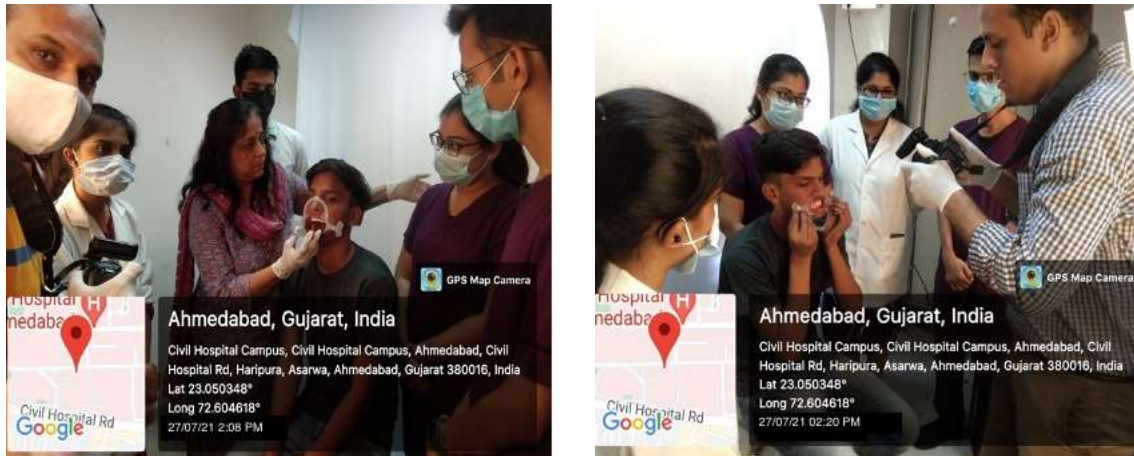 GPS Map Camera
Hospital
medabad
H
Ahmedabad, Gujarat, India
Civil Hospital Campus, Civil Hospital Campus, Ahmedabad, Civil
Hospital Rd, Haripura, Asarwa, Ahmedabad, Gujarat 380016, India
Lat 23.050348°
Long 72.604618°
27/07/21 2:08 PM
Civil Hospital Rd
Google
GPS Map Camera
Hospital
medabad
H
Ahmedabad, Gujarat, India
Civil Hospital Campus, Civil Hospital Campus, Ahmedabad, Civil
Hospital Rd, Haripura, Asarwa, Ahmedabad, Gujarat 380016, India
Lat 23.050348°
Long 72.604618°
27/07/21 02:20 PM
Civil Hospital Rd
Google